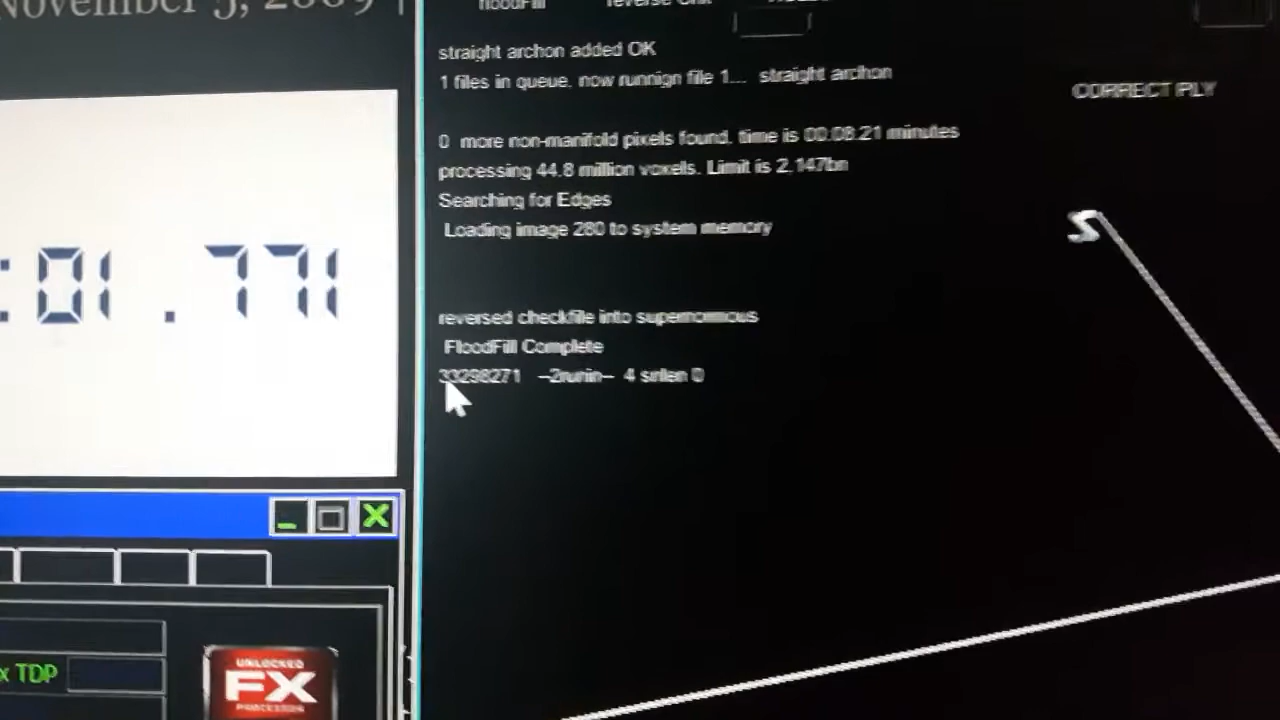 November 5, 2009
floodFill reverse
straight archon added OK
1 files in queue, now runnign file 1... straight archon
CORRECT PLY
0 more non-manifold pixels found, time is 00:08:21 minutes
processing 44.8 million voxels. Limit is 2.147bn
Searching for Edges
Loading image 280 to system memory
S
:01.771
reversed checkfile into supernormous
FloodFill Complete
33298271 --2runin-- 4 srllen 0
x TDP
UNLOCKED
FX
PROCESSOR